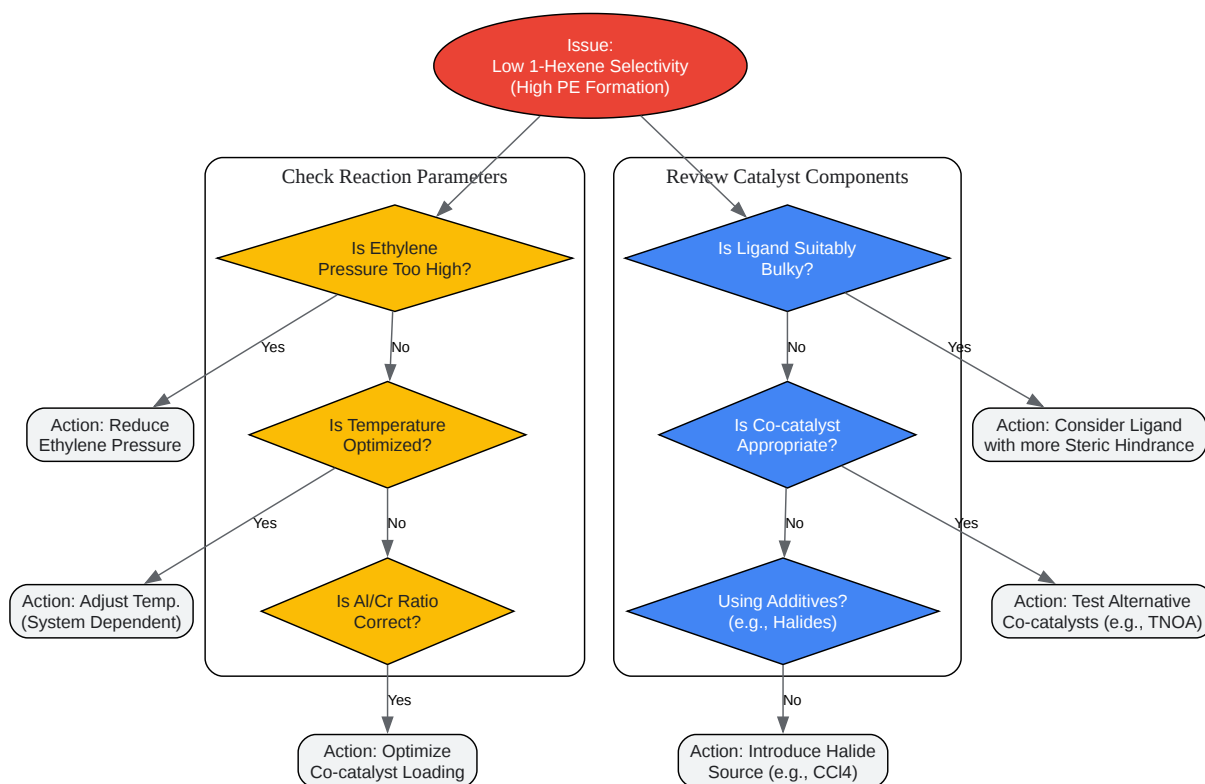 Issue:
Low 1-Hexene Selectivity
(High PE Formation)
Check Reaction Parameters
Review Catalyst Components
Is Ethylene
Pressure Too High?
Is Ligand Suitably
Bulky?
Yes
No
No
Yes
Action: Reduce
Ethylene Pressure
Is Temperature
Optimized?
Is Co-catalyst
Appropriate?
Action: Consider Ligand
with more Steric Hindrance
Yes
No
No
Yes
Action: Adjust Temp.
(System Dependent)
Is Al/Cr Ratio
Correct?
Using Additives?
(e.g., Halides)
Action: Test Alternative
Co-catalysts (e.g., TNOA)
Yes
No
Action: Optimize
Co-catalyst Loading
Action: Introduce Halide
Source (e.g., CCl4)